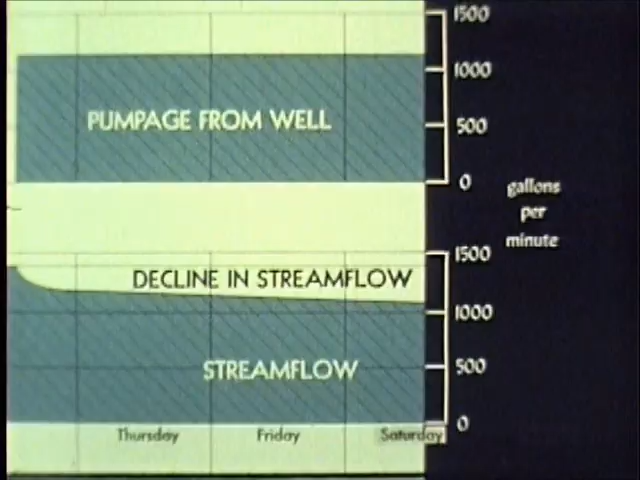 1500
1000
PUMPAGE FROM WELL
500
0
gallons
per
minute
1500
DECLINE IN STREAMFLOW
1000
STREAMFLOW
500
0
Thursday Friday Saturday